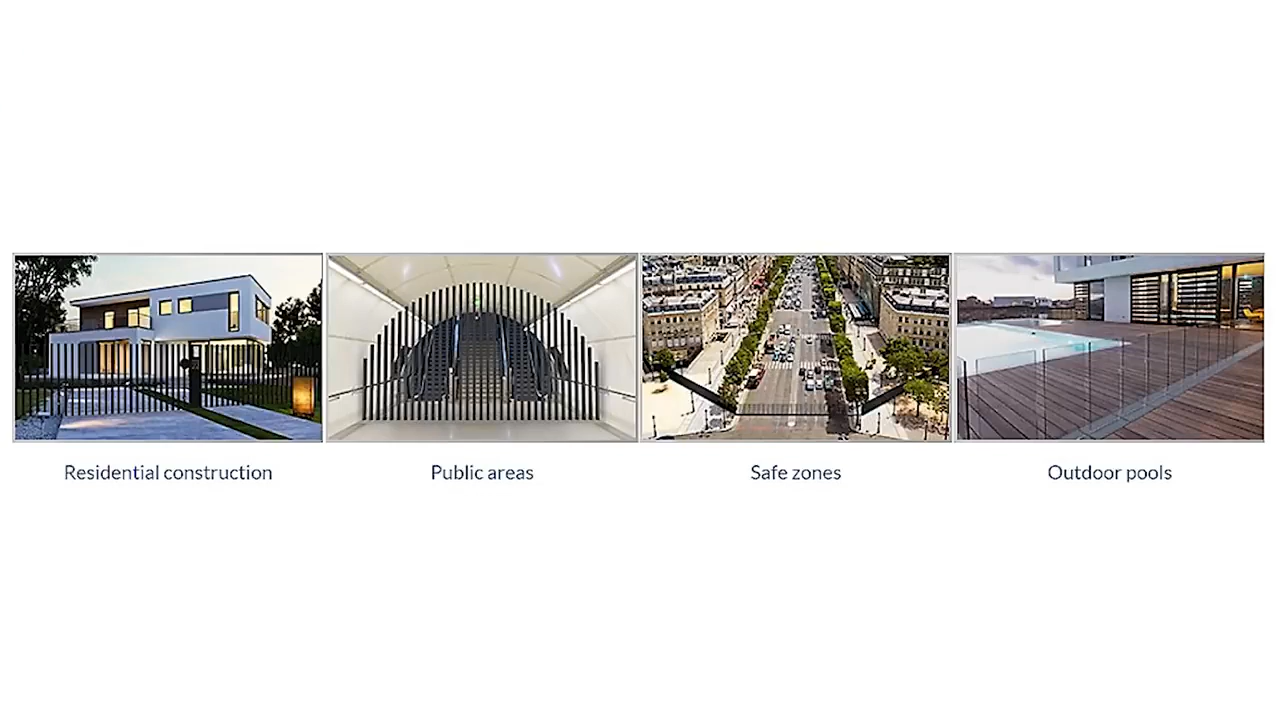 Residential construction
Public areas
Safe zones
Outdoor pools